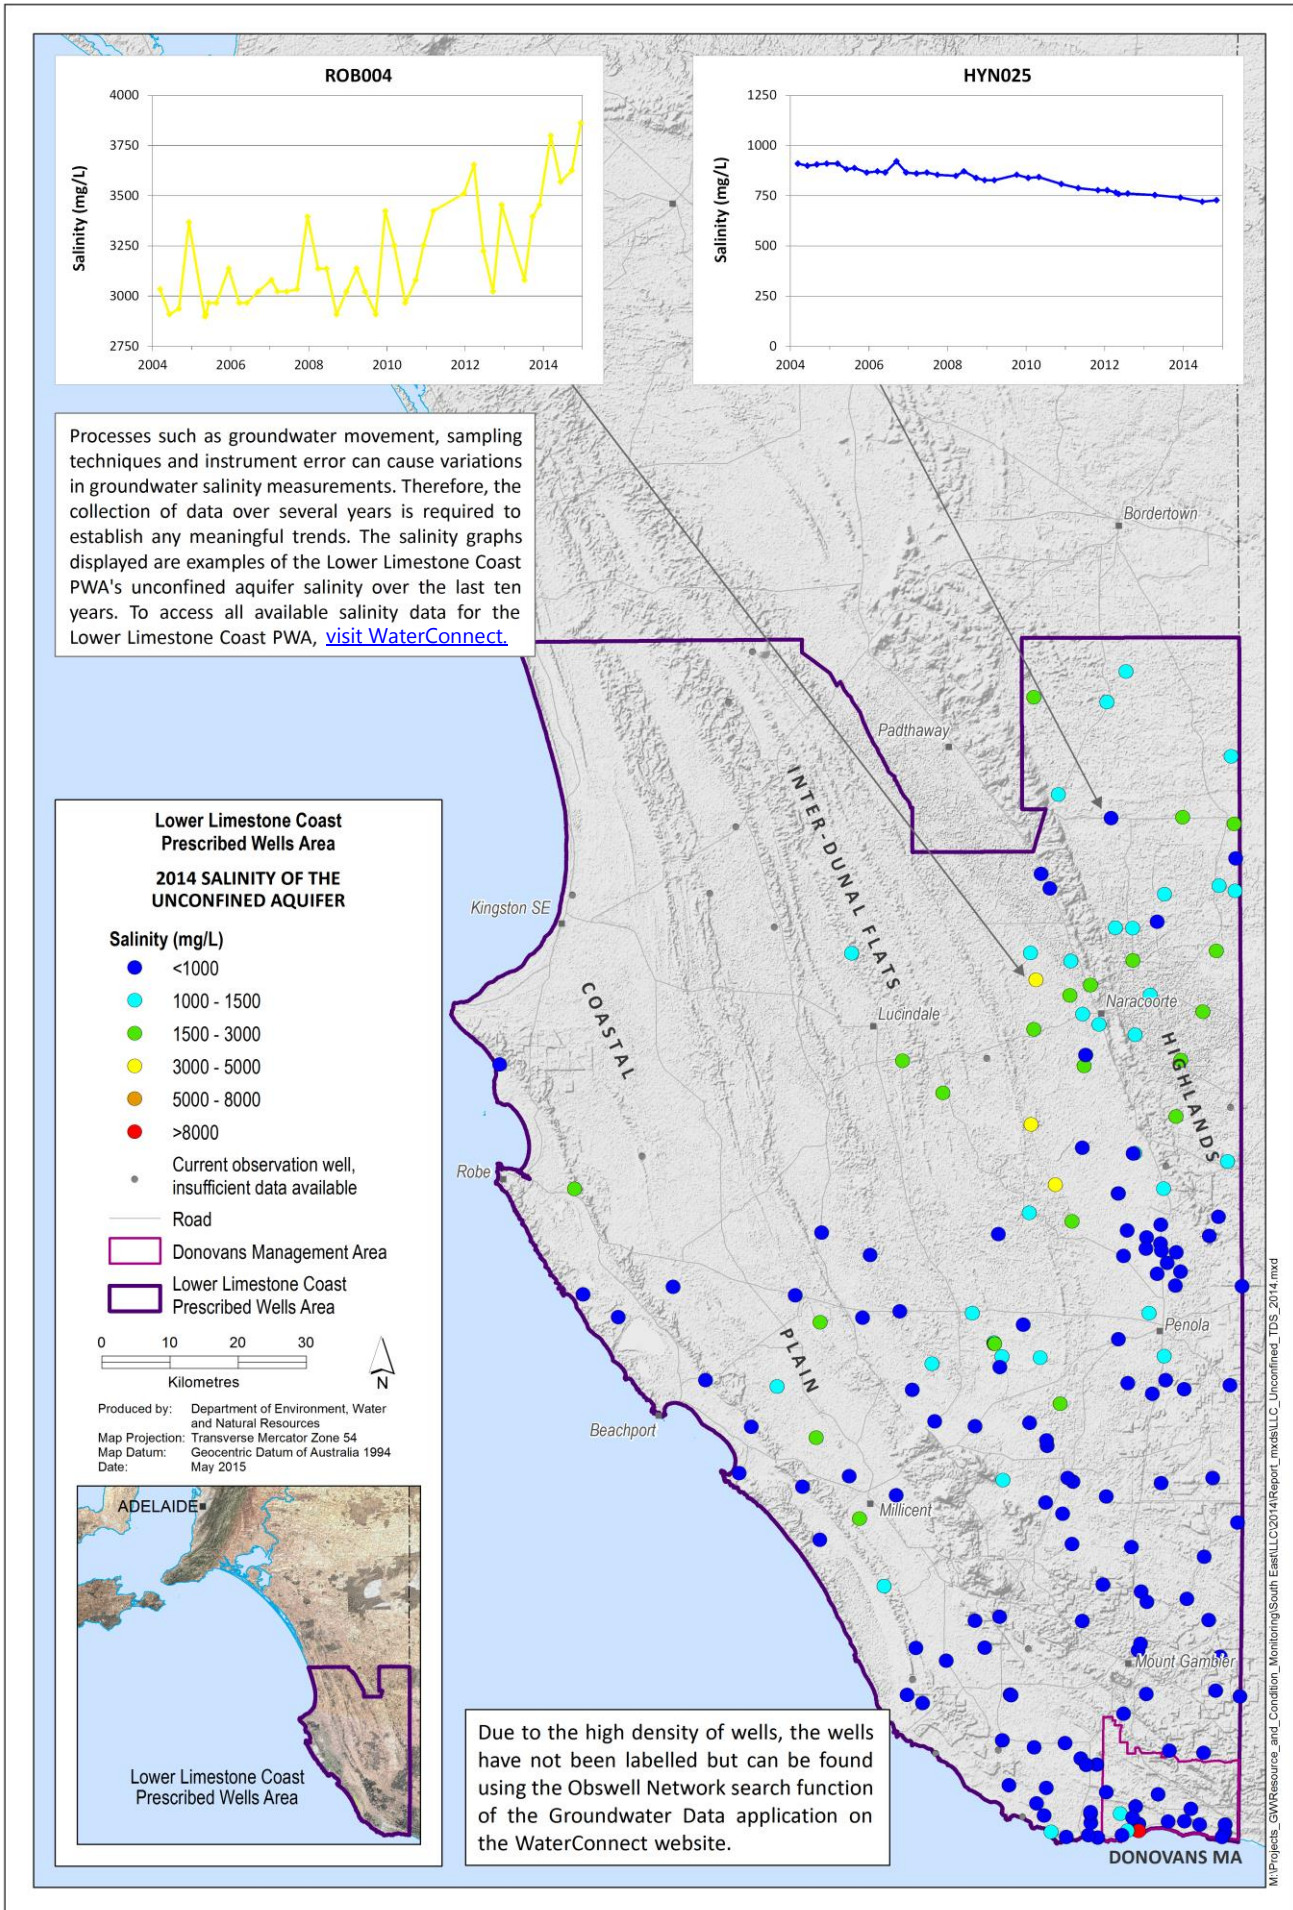 ROB004
Salinity (mg/L)
4000
3750
3500
3250
3000
2750
2004
2006
2008
2010
2012
2014
HYN025
Salinity (mg/L)
1250
1000
750
500
250
0
2004
2006
2008
2010
2012
2014
Processes such as groundwater movement, sampling
techniques and instrument error can cause variations
in groundwater salinity measurements. Therefore, the
collection of data over several years is required to
establish any meaningful trends. The salinity graphs
displayed are examples of the Lower Limestone Coast
PWA's unconfined aquifer salinity over the last ten
years. To access all available salinity data for the
Lower Limestone Coast PWA, visit WaterConnect.
Bordertown
Padthaway
INTER-DUNAL FLATS
Kingston SE
COASTAL
Lucindale
Naracoorte
HIGHLANDS
Robe
PLAIN
Penola
Beachport
Millicent
Mount Gambier
DONOVANS MA
Lower Limestone Coast
Prescribed Wells Area
2014 SALINITY OF THE
UNCONFINED AQUIFER
Salinity (mg/L)
<1000
1000 - 1500
1500 - 3000
3000 - 5000
5000 - 8000
>8000
Current observation well,
insufficient data available
Road
Donovans Management Area
Lower Limestone Coast
Prescribed Wells Area
0 10 20 30
Kilometres
N
Produced by: Department of Environment, Water
and Natural Resources
Map Projection: Transverse Mercator Zone 54
Map Datum: Geocentric Datum of Australia 1994
Date: May 2015
ADELAIDE
Lower Limestone Coast
Prescribed Wells Area
Due to the high density of wells, the wells
have not been labelled but can be found
using the Obswell Network search function
of the Groundwater Data application on
the WaterConnect website.
M:\Projects_GW\Resource_and_Condition_Monitoring\South East\LLC\2014\Report_mxds\LLC_Unconfined_TDS_2014.mxd